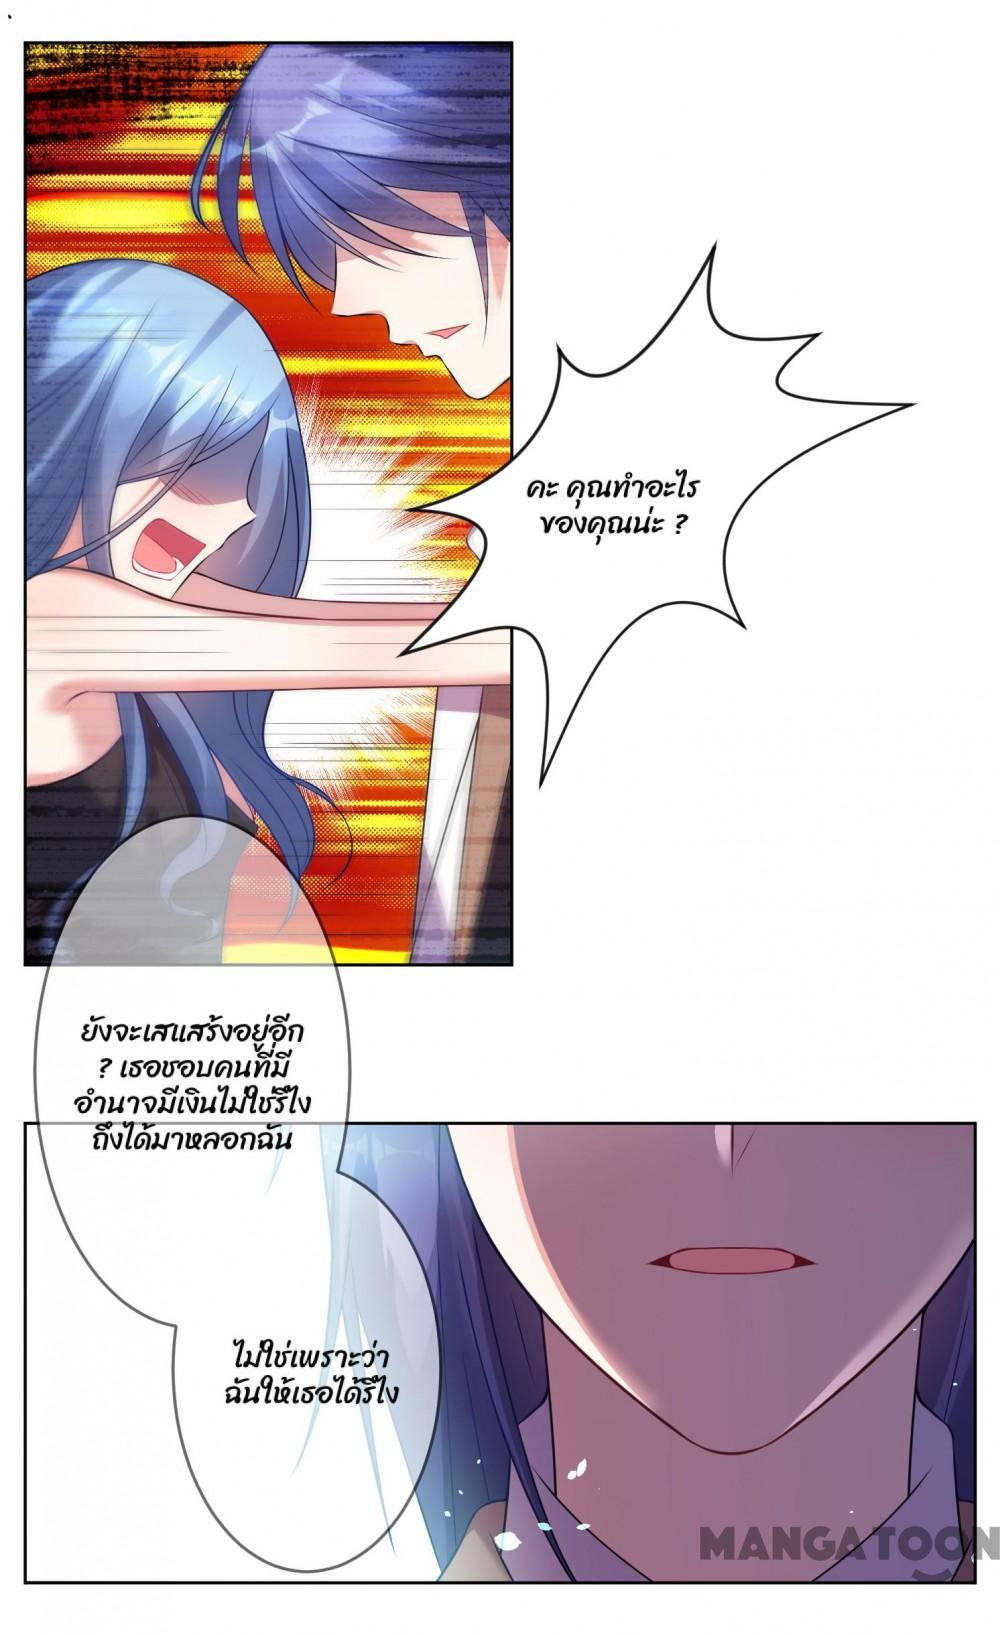 คะ คุณทำอะไร
ของคุณน่ะ ?
ยังจะเสแสร้งอยู่อีก
? เธอชอบคนที่มี
อำนาจมีเงินไม่ใช่รึไง
ถึงได้มาหลอกฉัน
ไม่ใช่เพราะว่า
ฉันให้เธอได้รึไง
MANGATOON